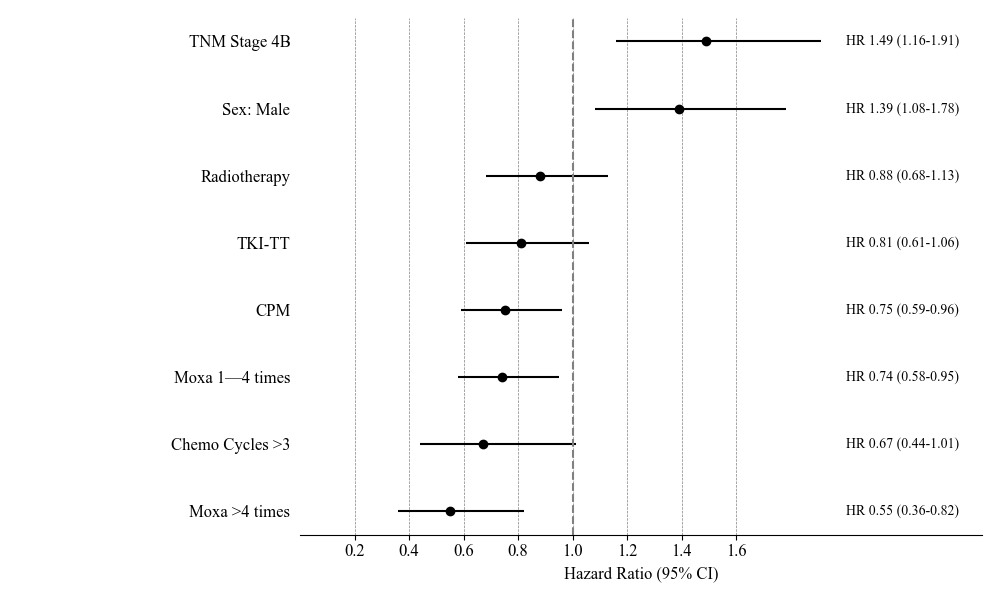 TNM Stage 4B HR 1.49 (1.16-1.91)
Sex: Male HR 1.39 (1.08-1.78)
Radiotherapy HR 0.88 (0.68-1.13)
TKI-TT HR 0.81 (0.61-1.06)
CPM HR 0.75 (0.59-0.96)
Moxa 1—4 times HR 0.74 (0.58-0.95)
Chemo Cycles >3 HR 0.67 (0.44-1.01)
Moxa >4 times HR 0.55 (0.36-0.82)
0.2 0.4 0.6 0.8 1.0 1.2 1.4 1.6
Hazard Ratio (95% CI)